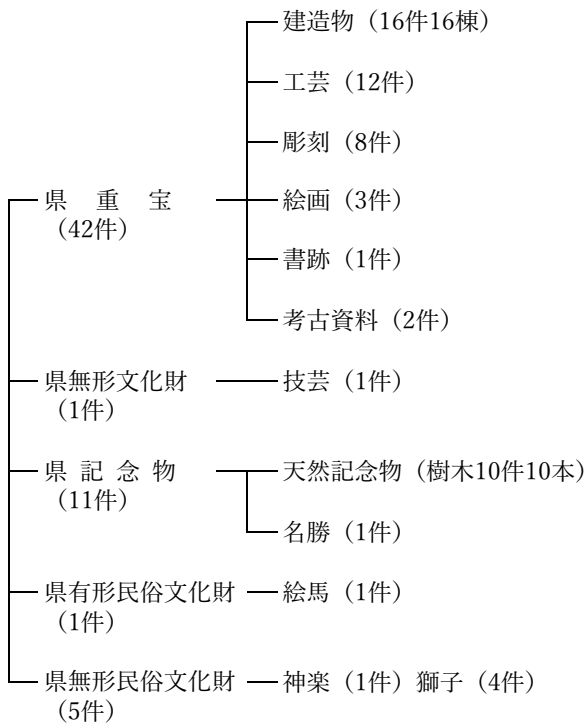 建造物（16件16棟）
工芸（12件）
彫刻（8件）
県重宝
（42件）
絵画（3件）
書跡（1件）
考古資料（2件）
県無形文化財
（1件）
技芸（1件）
県記念物
（11件）
天然記念物（樹木10件10本）
名勝（1件）
県有形民俗文化財
（1件）
絵馬（1件）
県無形民俗文化財
（5件）
神楽（1件）獅子（4件）